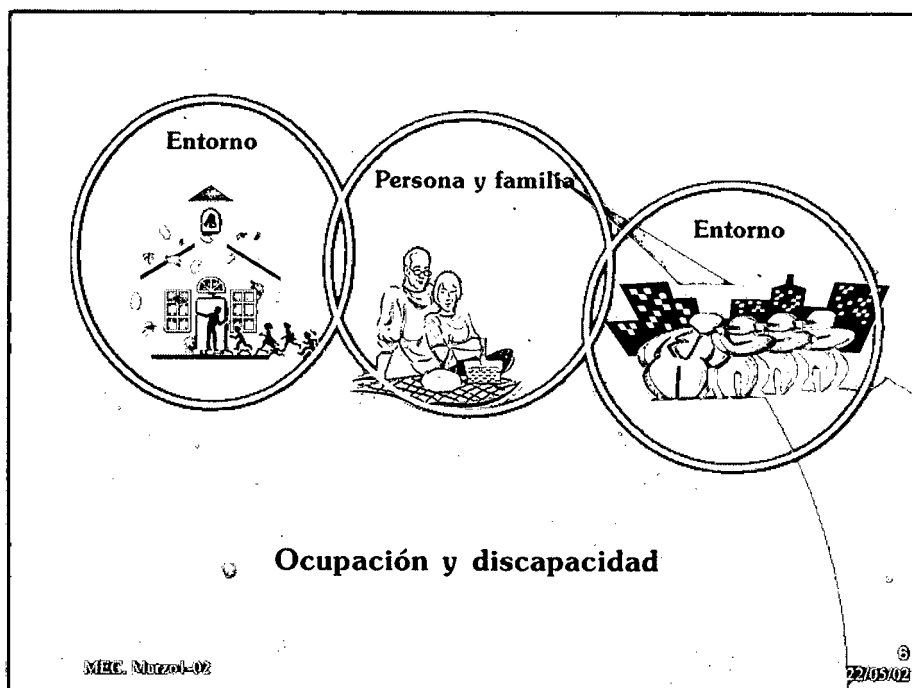 Entorno
Persona y familia
Entorno
Ocupación y discapacidad
MEC. Marzo1-02
6
22/05/02